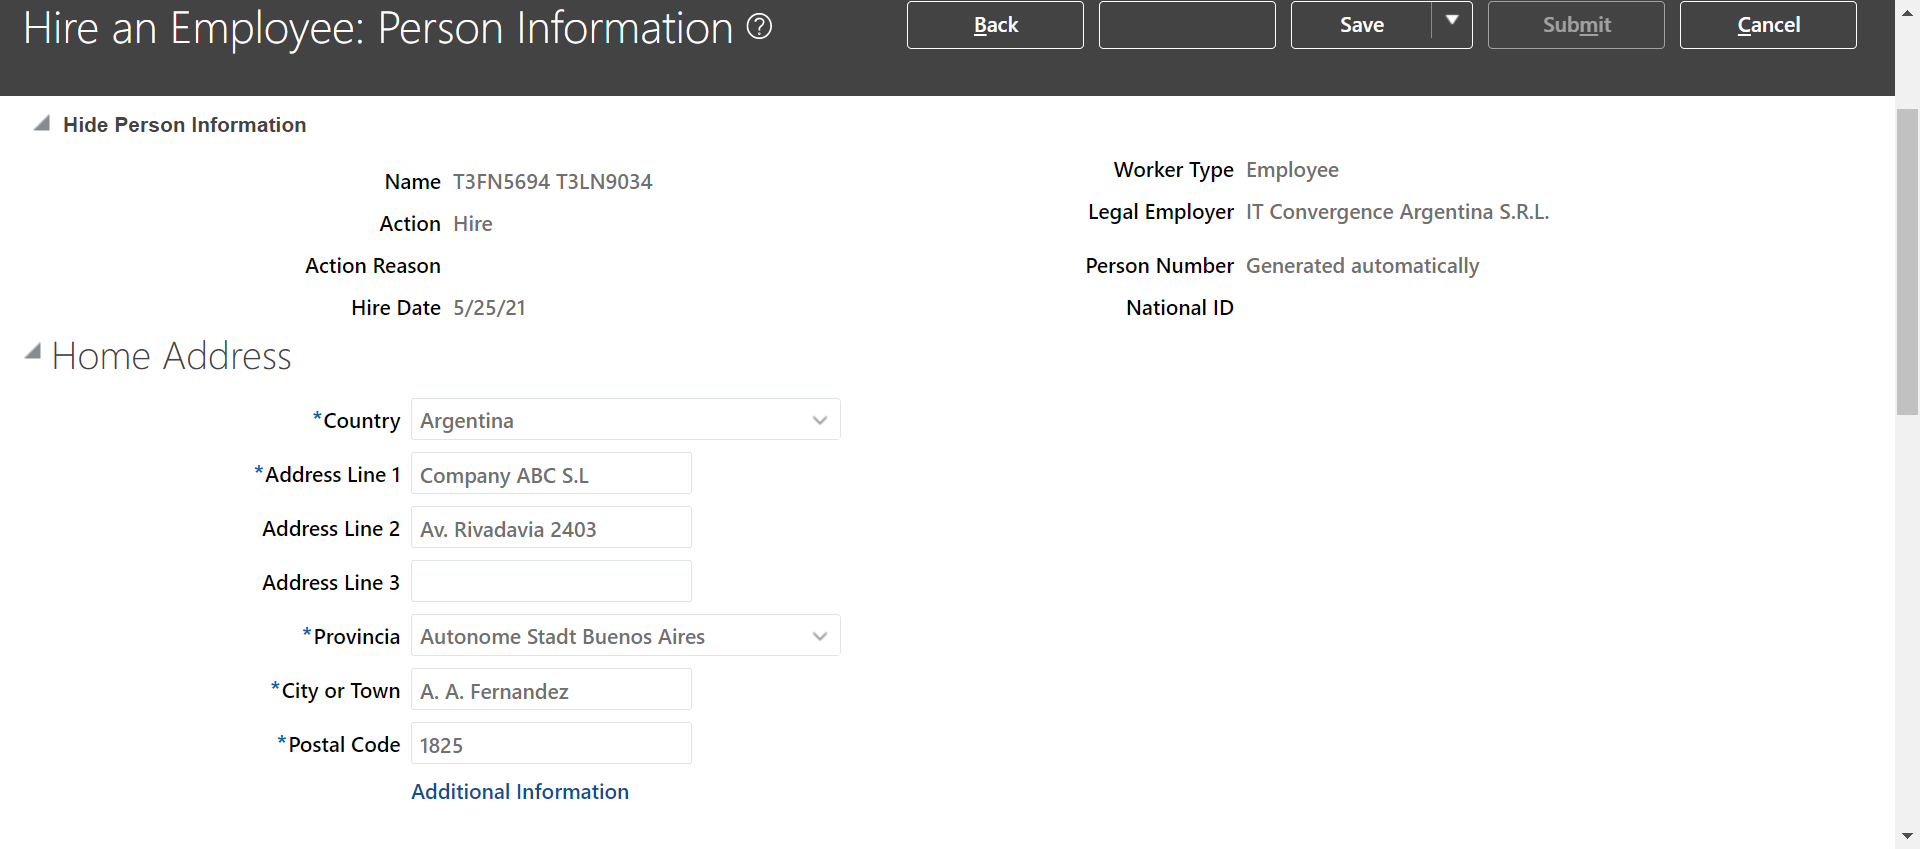 Hire an Employee: Person Information ?
Back
Save
Submit
Cancel
Hide Person Information
Name T3FN5694 T3LN9034
Action Hire
Action Reason
Hire Date 5/25/21
Worker Type Employee
Legal Employer IT Convergence Argentina S.R.L.
Person Number Generated automatically
National ID
Home Address
*Country Argentina
*Address Line 1 Company ABC S.L
Address Line 2 Av. Rivadavia 2403
Address Line 3
*Provincia Autonome Stadt Buenos Aires
*City or Town A. A. Fernandez
*Postal Code 1825
Additional Information